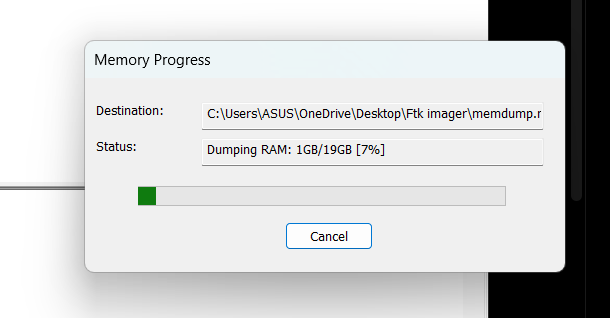 Memory Progress
Destination: C:\Users\ASUS\OneDrive\Desktop\Ftk imager\memdump.r
Status: Dumping RAM: 1GB/19GB [7%]
Cancel